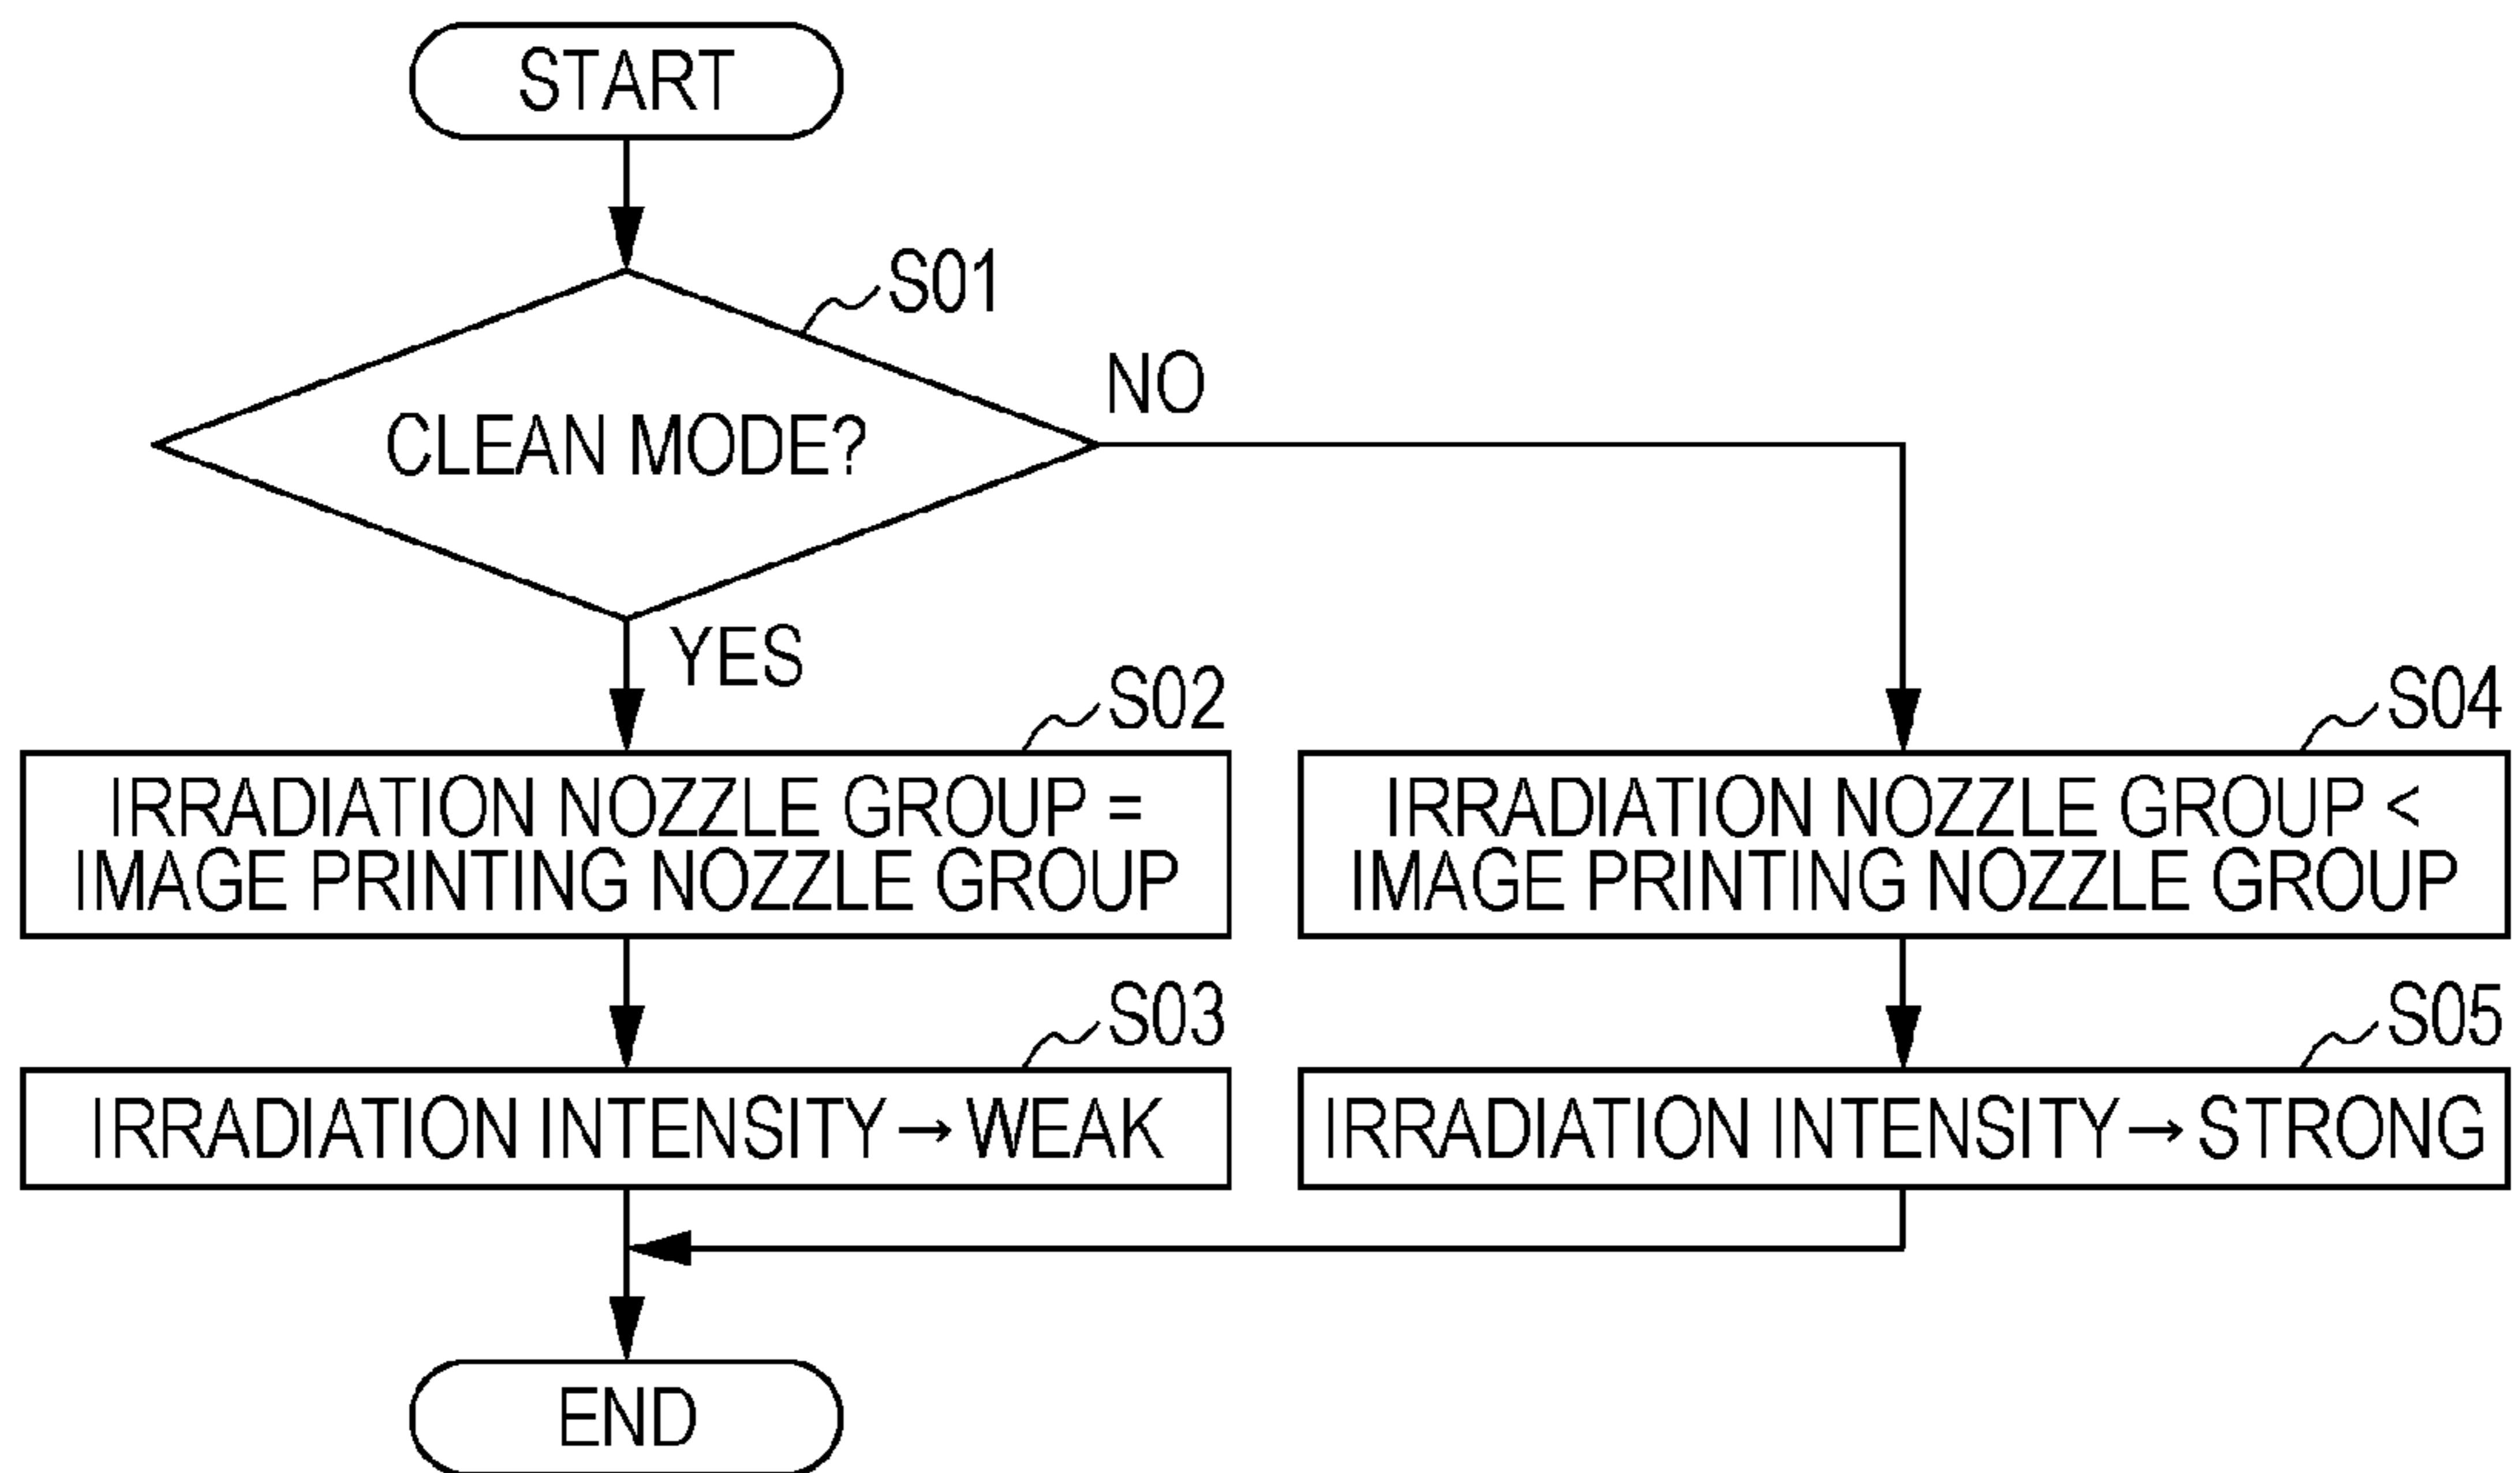 START
S01
CLEAN MODE?
NO
YES
S02
IRRADIATION NOZZLE GROUP =
IMAGE PRINTING NOZZLE GROUP
S04
IRRADIATION NOZZLE GROUP <
IMAGE PRINTING NOZZLE GROUP
S03
IRRADIATION INTENSITY → WEAK
S05
IRRADIATION INTENSITY → STRONG
END